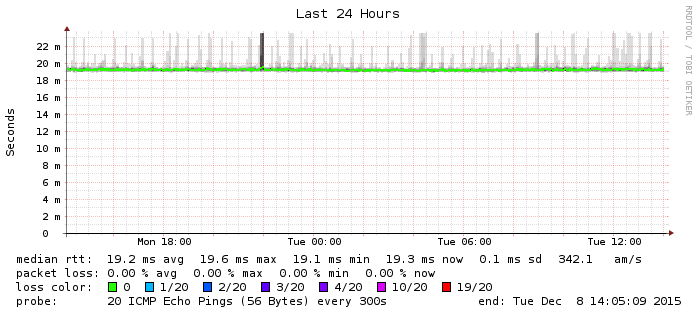 Last 24 Hours
RRDTOOL / TOBI OETIKER
Seconds
22 m
20 m
18 m
16 m
14 m
12 m
10 m
8 m
6 m
4 m
2 m
0
Mon 18:00 Tue 00:00 Tue 06:00 Tue 12:00
median rtt: 19.2 ms avg 19.6 ms max 19.1 ms min 19.3 ms now 0.1 ms sd 342.1 am/s
packet loss: 0.00 % avg 0.00 % max 0.00 % min 0.00 % now
loss color: 0 1/20 2/20 3/20 4/20 10/20 19/20
probe: 20 ICMP Echo Pings (56 Bytes) every 300s end: Tue Dec 8 14:05:09 2015